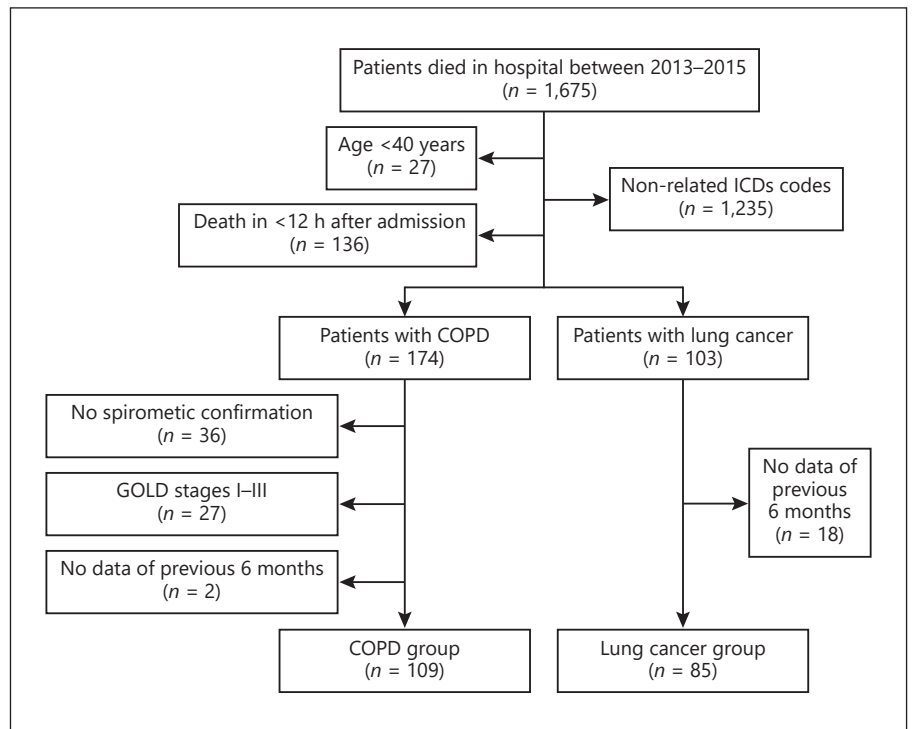 Patients died in hospital between 2013–2015
(n = 1,675)
Age <40 years
(n = 27)
Non-related ICDs codes
(n = 1,235)
Death in <12 h after admission
(n = 136)
Patients with COPD
(n = 174)
Patients with lung cancer
(n = 103)
No spirometic confirmation
(n = 36)
GOLD stages I–III
(n = 27)
No data of
previous
6 months
(n = 18)
No data of previous 6 months
(n = 2)
COPD group
(n = 109)
Lung cancer group
(n = 85)